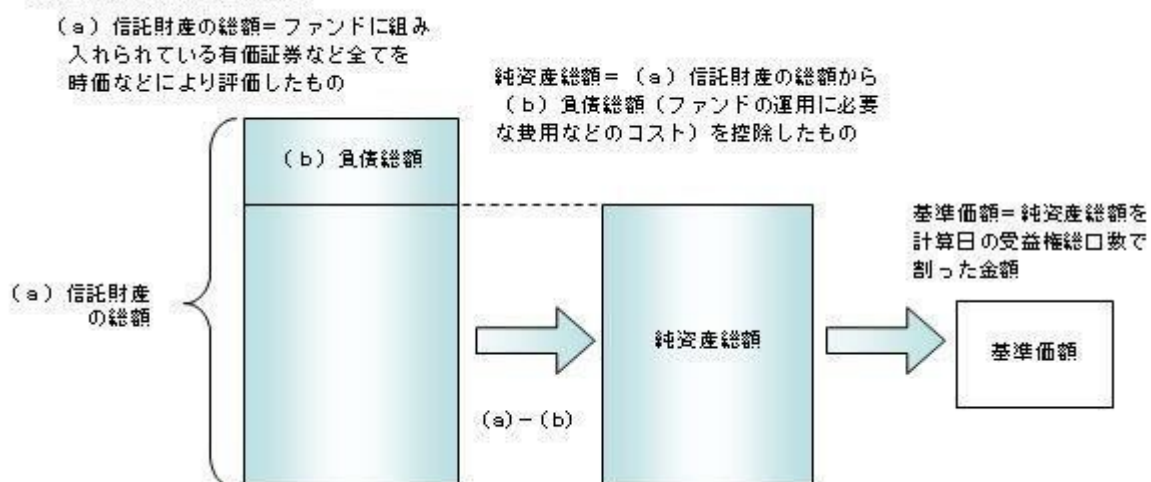 （a）信託財産の総額＝ファンドに組み
入れられている有価証券など全てを
時価などにより評価したもの
純資産総額＝（a）信託財産の総額から
（b）負債総額（ファンドの運用に必要
な費用などのコスト）を控除したもの
（b）負債総額
基準価額＝純資産総額を
計算日の受益権総口数で
割った金額
（a）信託財産
の総額
純資産総額
基準価額
(a)－(b)